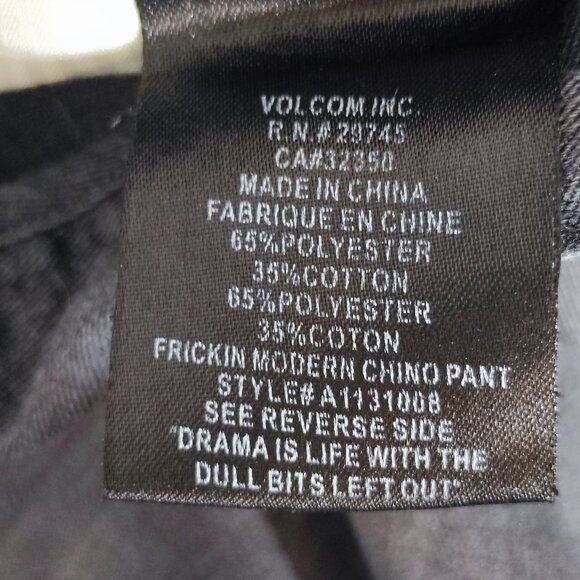 VOLCOM INC.
R.N.# 29745
CA#32350
MADE IN CHINA
FABRIQUE EN CHINE
65%POLYESTER
35%COTTON
65%POLYESTER
35%COTON
FRICKIN MODERN CHINO PANT
STYLE# A1131008
SEE REVERSE SIDE
"DRAMA IS LIFE WITH THE
DULL BITS LEFT OUT"